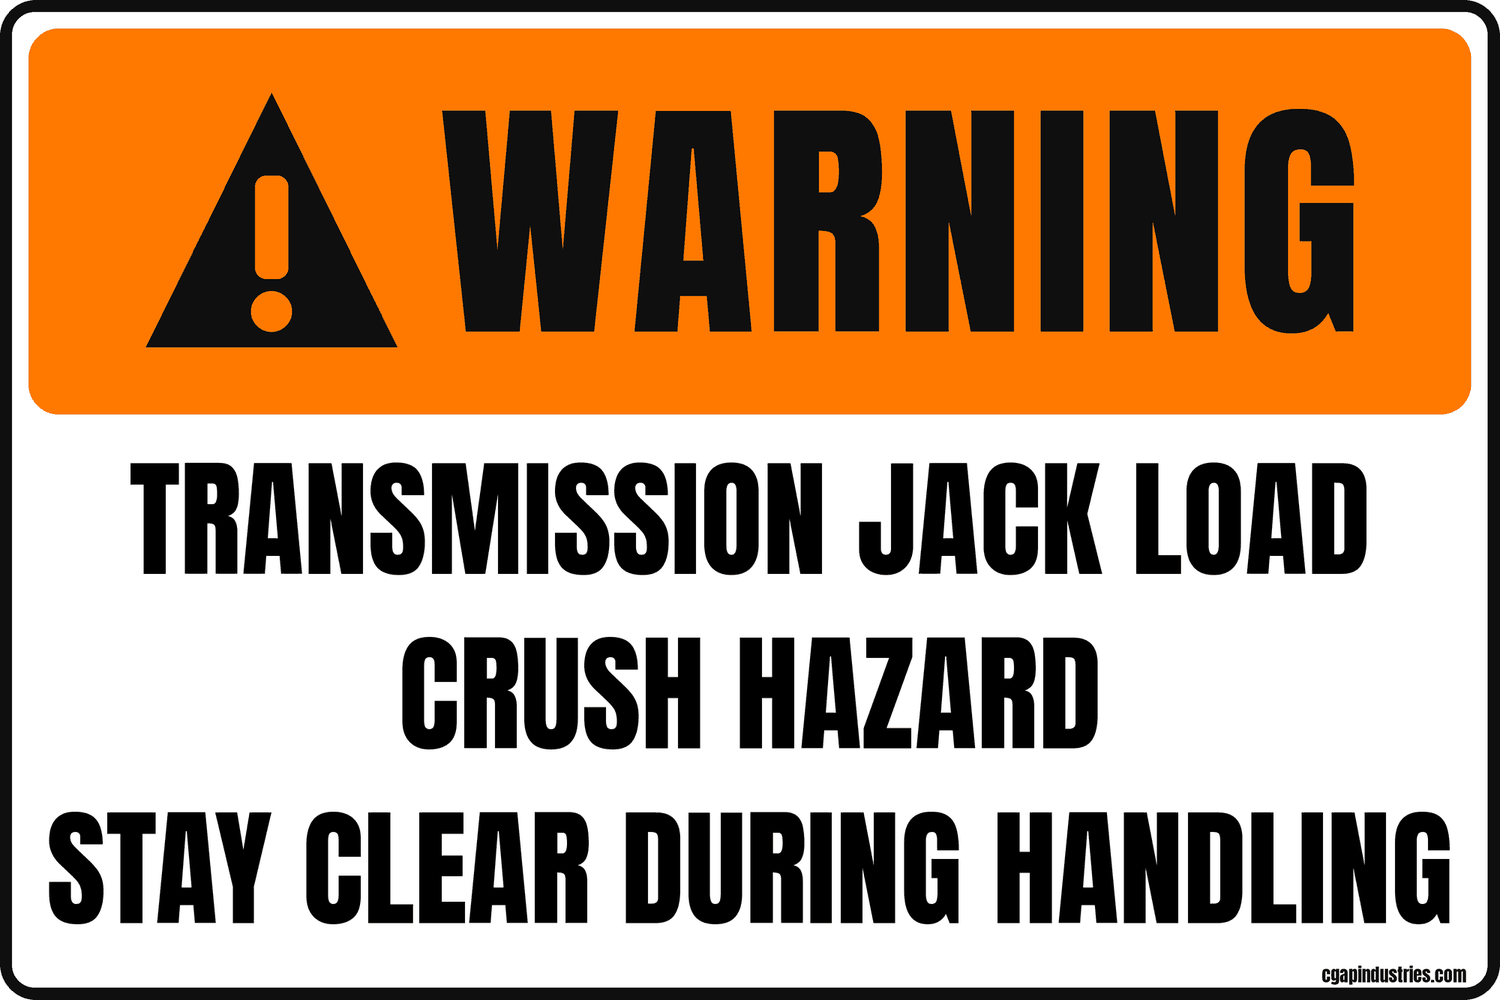 WARNING
TRANSMISSION JACK LOAD
CRUSH HAZARD
STAY CLEAR DURING HANDLING
cgapindustries.com